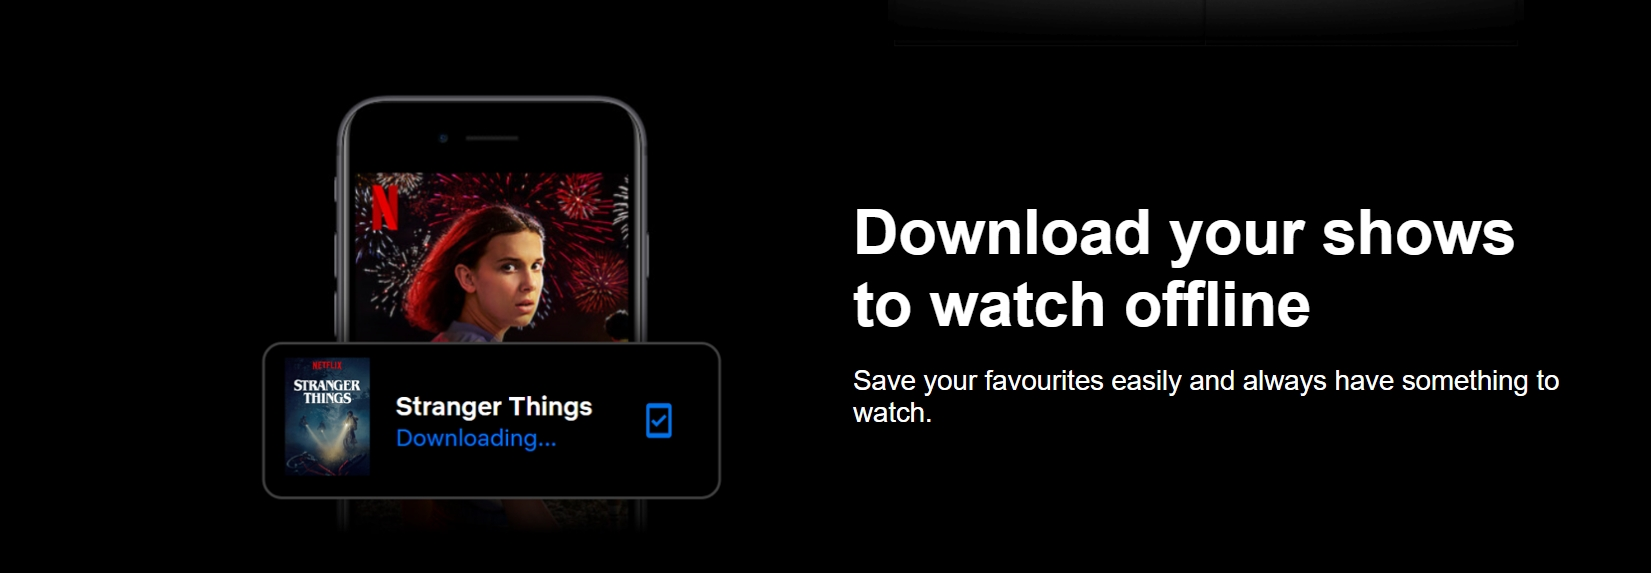 Download your shows
to watch offline
Save your favourites easily and always have something to
watch.
N
NETFLIX
STRANGER
THINGS
Stranger Things
Downloading...